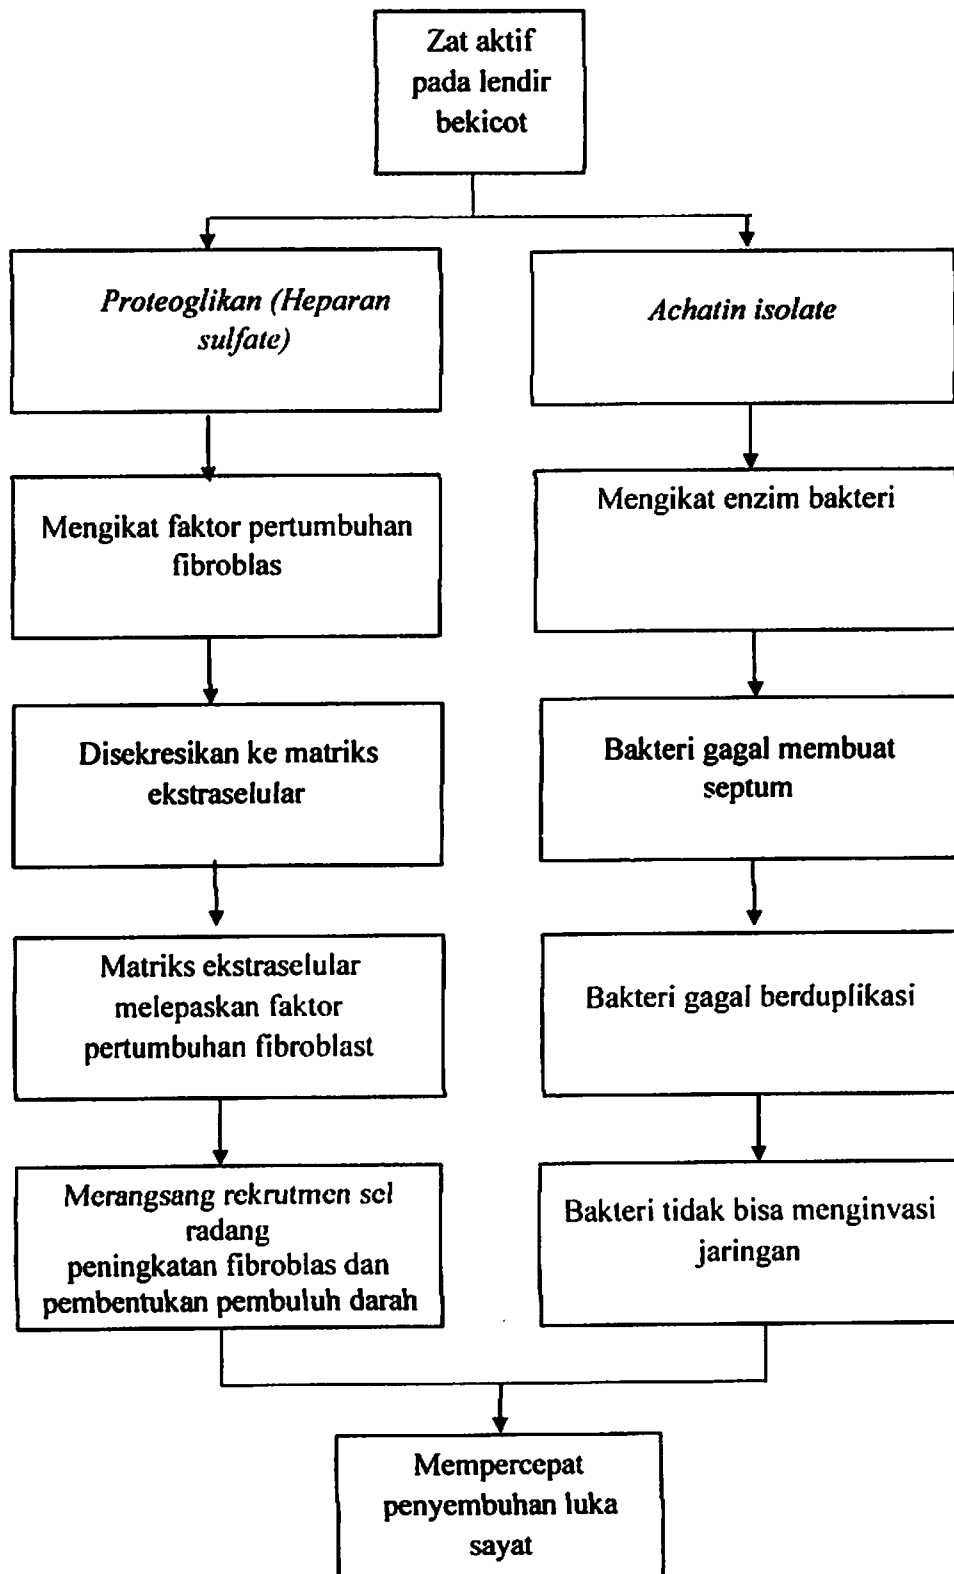 Zat aktif
pada lendir
bekicot
Proteoglikan (Heparan
sulfate)
Achatin isolate
Mengikat faktor pertumbuhan
fibroblas
Mengikat enzim bakteri
Disekresikan ke matriks
ekstraselular
Bakteri gagal membuat
septum
Matriks ekstraselular
melepaskan faktor
pertumbuhan fibroblast
Bakteri gagal berduplikasi
Merangsang rekrutmen sel
radang
peningkatan fibroblas dan
pembentukan pembuluh darah
Bakteri tidak bisa menginvasi
jaringan
Mempercepat
penyembuhan luka
sayat